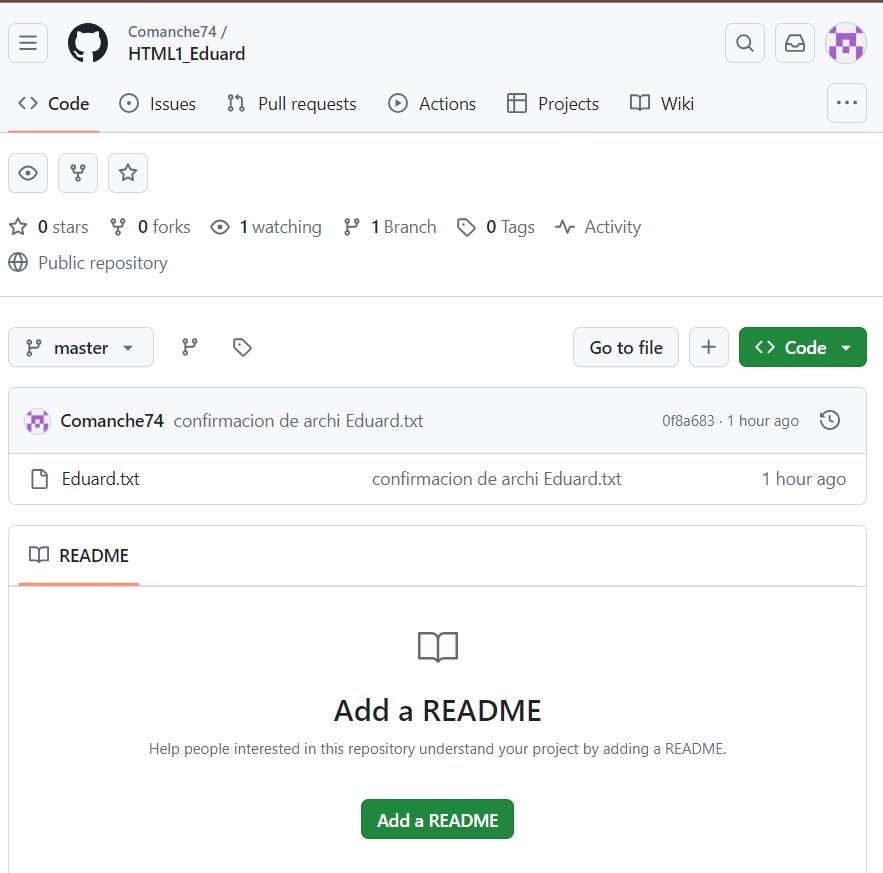 Comanche74 /
HTML1_Eduard
Code Issues Pull requests Actions Projects Wiki
0 stars 0 forks 1 watching 1 Branch 0 Tags Activity
Public repository
master Go to file Code
Comanche74 confirmacion de archi Eduard.txt 0f8a683 · 1 hour ago
Eduard.txt confirmacion de archi Eduard.txt 1 hour ago
README
Add a README
Help people interested in this repository understand your project by adding a README.
Add a README